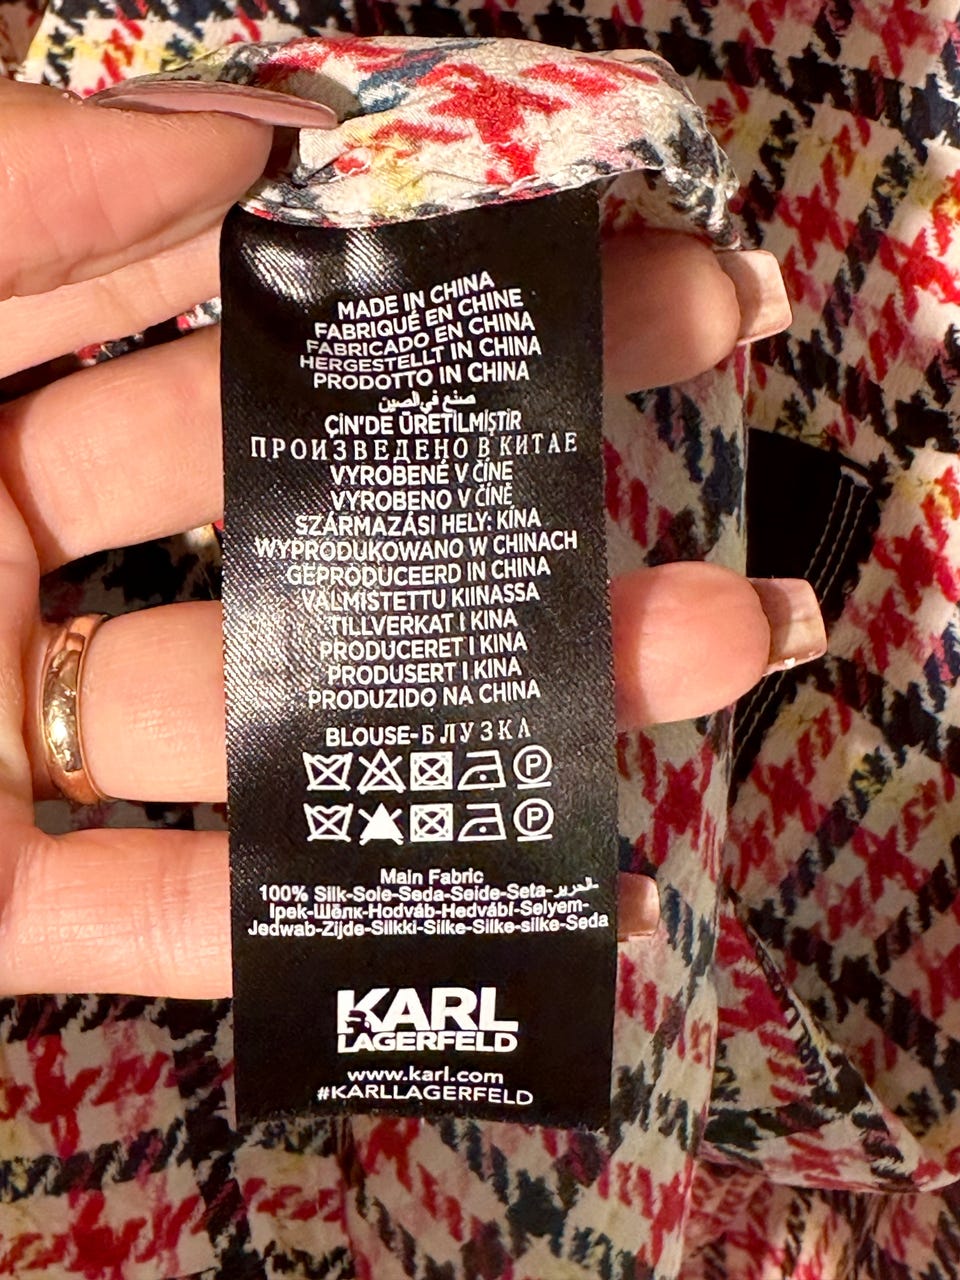 MADE IN CHINA
FABRIQUÉ EN CHINE
FABRICADO EN CHINA
HERGESTELLT IN CHINA
PRODOTTO IN CHINA
صنع في الصين
ÇİN'DE ÜRETİLMİŞTİR
ПРОИЗВЕДЕНО В КИТАЕ
VYROBENÉ V ČÍNE
VYROBENO V ČÍNĚ
SZÁRMAZÁSI HELY: KÍNA
WYPRODUKOWANO W CHINACH
GEPRODUCEERD IN CHINA
VALMISTETTU KIINASSA
TILLVERKAT I KINA
PRODUCERET I KINA
PRODUSERT I KINA
PRODUZIDO NA CHINA
BLOUSE-БЛУЗКА
P
P
Main Fabric
100% Silk-Soie-Seda-Seide-Seta-الحرير-
İpek-Шёлк-Hodváb-Hedvábí-Selyem-
Jedwab-Zijde-Silkki-Silke-Silke-silke-Seda
KARL
LAGERFELD
www.karl.com
#KARLLAGERFELD